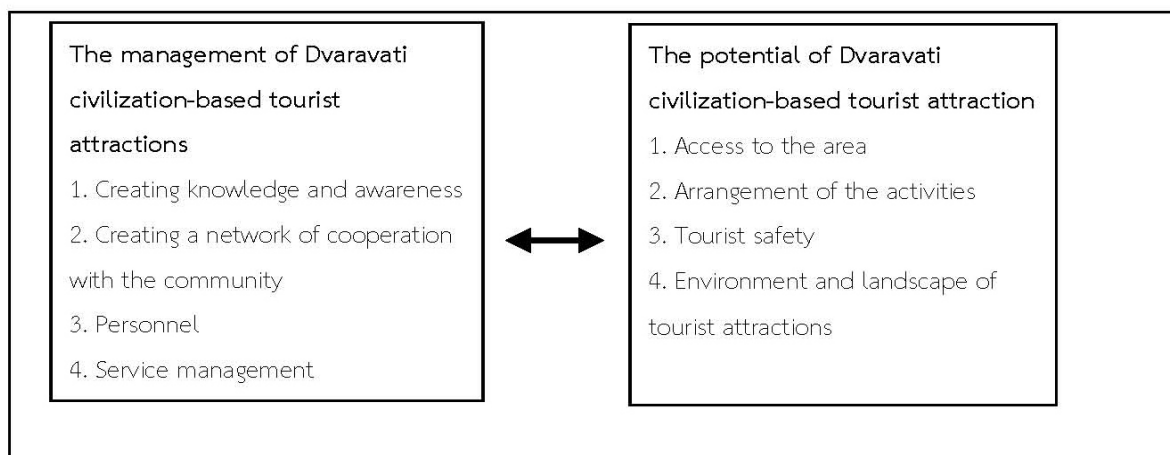 The management of Dvaravati
civilization-based tourist
attractions
1. Creating knowledge and awareness
2. Creating a network of cooperation
with the community
3. Personnel
4. Service management
The potential of Dvaravati
civilization-based tourist attraction
1. Access to the area
2. Arrangement of the activities
3. Tourist safety
4. Environment and landscape of
tourist attractions